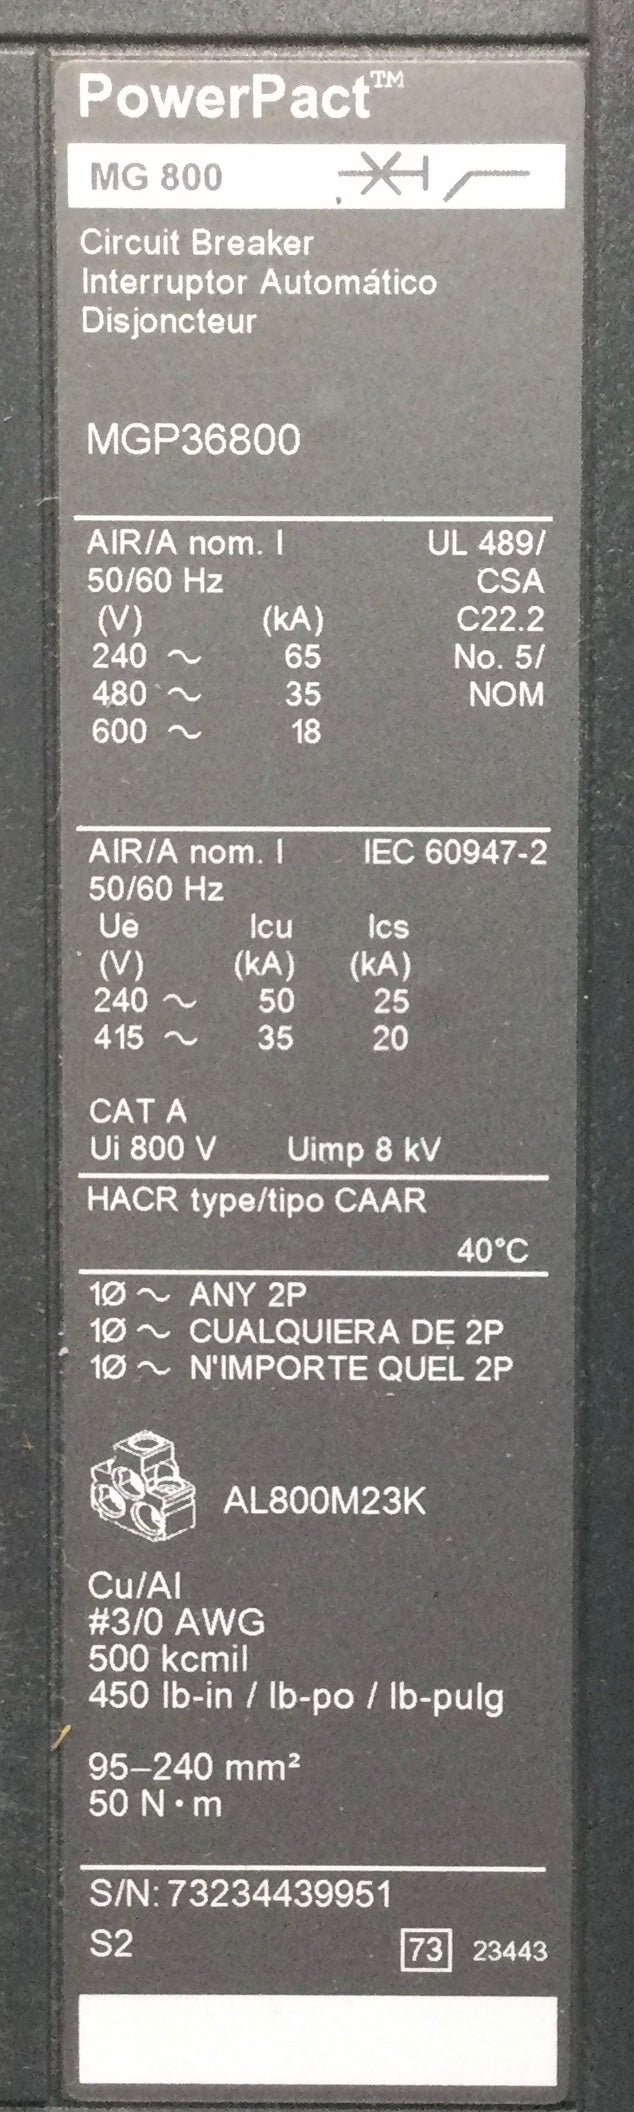 PowerPact™
MG 800
Circuit Breaker
Interruptor Automático
Disjoncteur
MGP36800
AIR/A nom. I UL 489/
50/60 Hz CSA
(V) (kA) C22.2
240 ~ 65 No. 5/
480 ~ 35 NOM
600 ~ 18
AIR/A nom. I IEC 60947-2
50/60 Hz
Ue Icu Ics
(V) (kA) (kA)
240 ~ 50 25
415 ~ 35 20
CAT A
Ui 800 V Uimp 8 kV
HACR type/tipo CAAR
40°C
1Ø ~ ANY 2P
1Ø ~ CUALQUIERA DE 2P
1Ø ~ N'IMPORTE QUEL 2P
AL800M23K
Cu/Al
#3/0 AWG
500 kcmil
450 lb-in / lb-po / lb-pulg
95–240 mm²
50 N•m
S/N: 73234439951
S2 73 23443